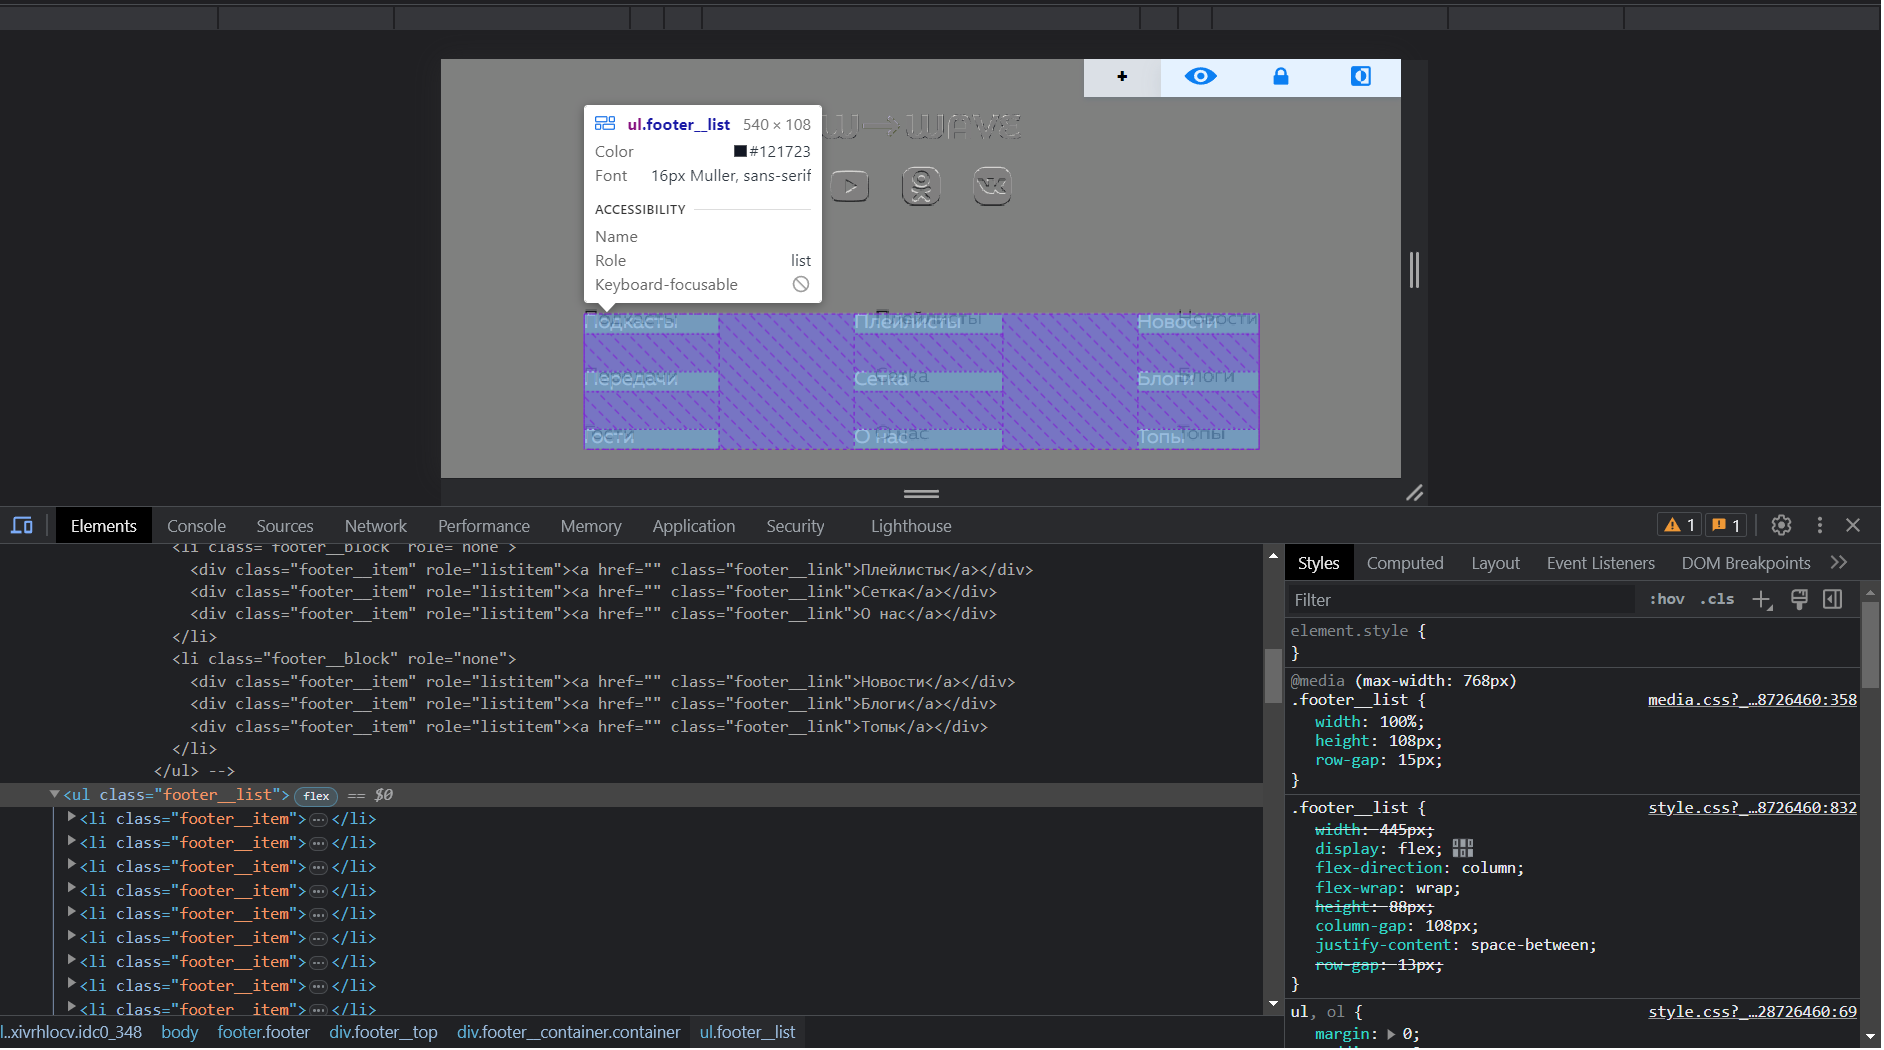 +
W→WAVE
ul.footer__list 540 × 108
Color #121723
Font 16px Muller, sans-serif
ACCESSIBILITY
Name
Role list
Keyboard-focusable
Подкасты Плейлисты Новости
Передачи Сетка Блоги
Гости О нас Топы
Elements Console Sources Network Performance Memory Application Security Lighthouse 1 1
<li class="footer__block" role="none">
<div class="footer__item" role="listitem"><a href="" class="footer__link">Плейлисты</a></div>
<div class="footer__item" role="listitem"><a href="" class="footer__link">Сетка</a></div>
<div class="footer__item" role="listitem"><a href="" class="footer__link">О нас</a></div>
</li>
<li class="footer__block" role="none">
<div class="footer__item" role="listitem"><a href="" class="footer__link">Новости</a></div>
<div class="footer__item" role="listitem"><a href="" class="footer__link">Блоги</a></div>
<div class="footer__item" role="listitem"><a href="" class="footer__link">Топы</a></div>
</li>
</ul> -->
<ul class="footer__list"> flex == $0
<li class="footer__item">…</li>
<li class="footer__item">…</li>
<li class="footer__item">…</li>
<li class="footer__item">…</li>
<li class="footer__item">…</li>
<li class="footer__item">…</li>
<li class="footer__item">…</li>
<li class="footer__item">…</li>
<li class="footer__item">…</li>
l..xivrhlocv.idc0_348 body footer.footer div.footer__top div.footer__container.container ul.footer__list
Styles Computed Layout Event Listeners DOM Breakpoints
Filter :hov .cls
element.style {
}
@media (max-width: 768px)
.footer__list { media.css?_…8726460:358
width: 100%;
height: 108px;
row-gap: 15px;
}
.footer__list { style.css?_…8726460:832
width: 445px;
display: flex;
flex-direction: column;
flex-wrap: wrap;
height: 88px;
column-gap: 108px;
justify-content: space-between;
row-gap: 13px;
}
ul, ol { style.css?_…28726460:69
margin: 0;